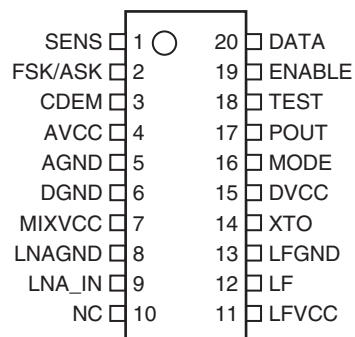 SENS 1 20 DATA
FSK/ASK 2 19 ENABLE
CDEM 3 18 TEST
AVCC 4 17 POUT
AGND 5 16 MODE
DGND 6 15 DVCC
MIXVCC 7 14 XTO
LNAGND 8 13 LFGND
LNA_IN 9 12 LF
NC 10 11 LFVCC